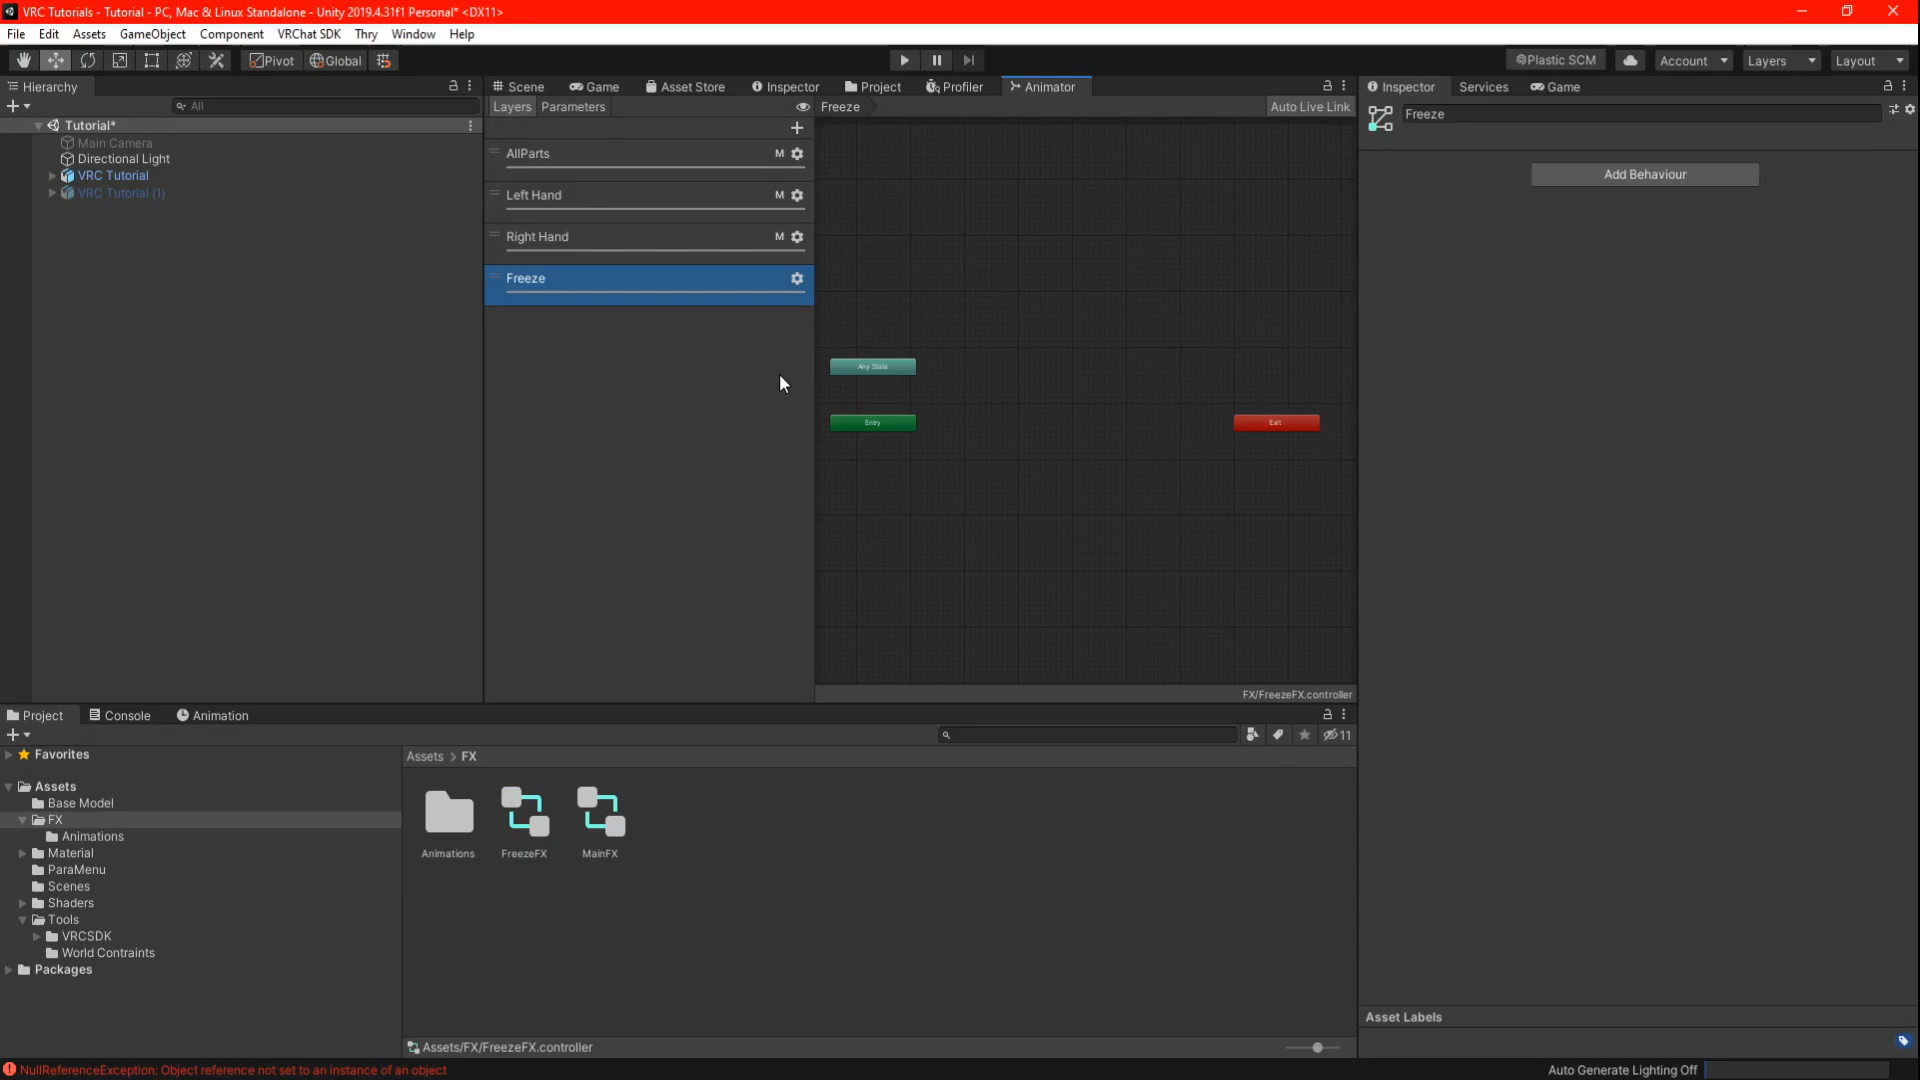 VRC Tutorials - Tutorial - PC, Mac & Linux Standalone - Unity 2019.4.31f1 Personal* <DX11>
File Edit Assets GameObject Component VRChat SDK Thry Window Help
Pivot Global Plastic SCM Account Layers Layout
Hierarchy Scene Game Asset Store Inspector Project Profiler Animator Inspector Services Game
All Layers Parameters Freeze Auto Live Link Freeze
Tutorial*
Main Camera
Directional Light
VRC Tutorial
VRC Tutorial (1)
AllParts M
Left Hand M
Right Hand M
Freeze
Any State
Entry
Exit
FX/FreezeFX.controller
Add Behaviour
Project Console Animation
11
Favorites
Assets
Base Model
FX
Animations
Material
ParaMenu
Scenes
Shaders
Tools
VRCSDK
World Contraints
Packages
Assets > FX
Animations FreezeFX MainFX
Assets/FX/FreezeFX.controller
Asset Labels
NullReferenceException: Object reference not set to an instance of an object
Auto Generate Lighting Off